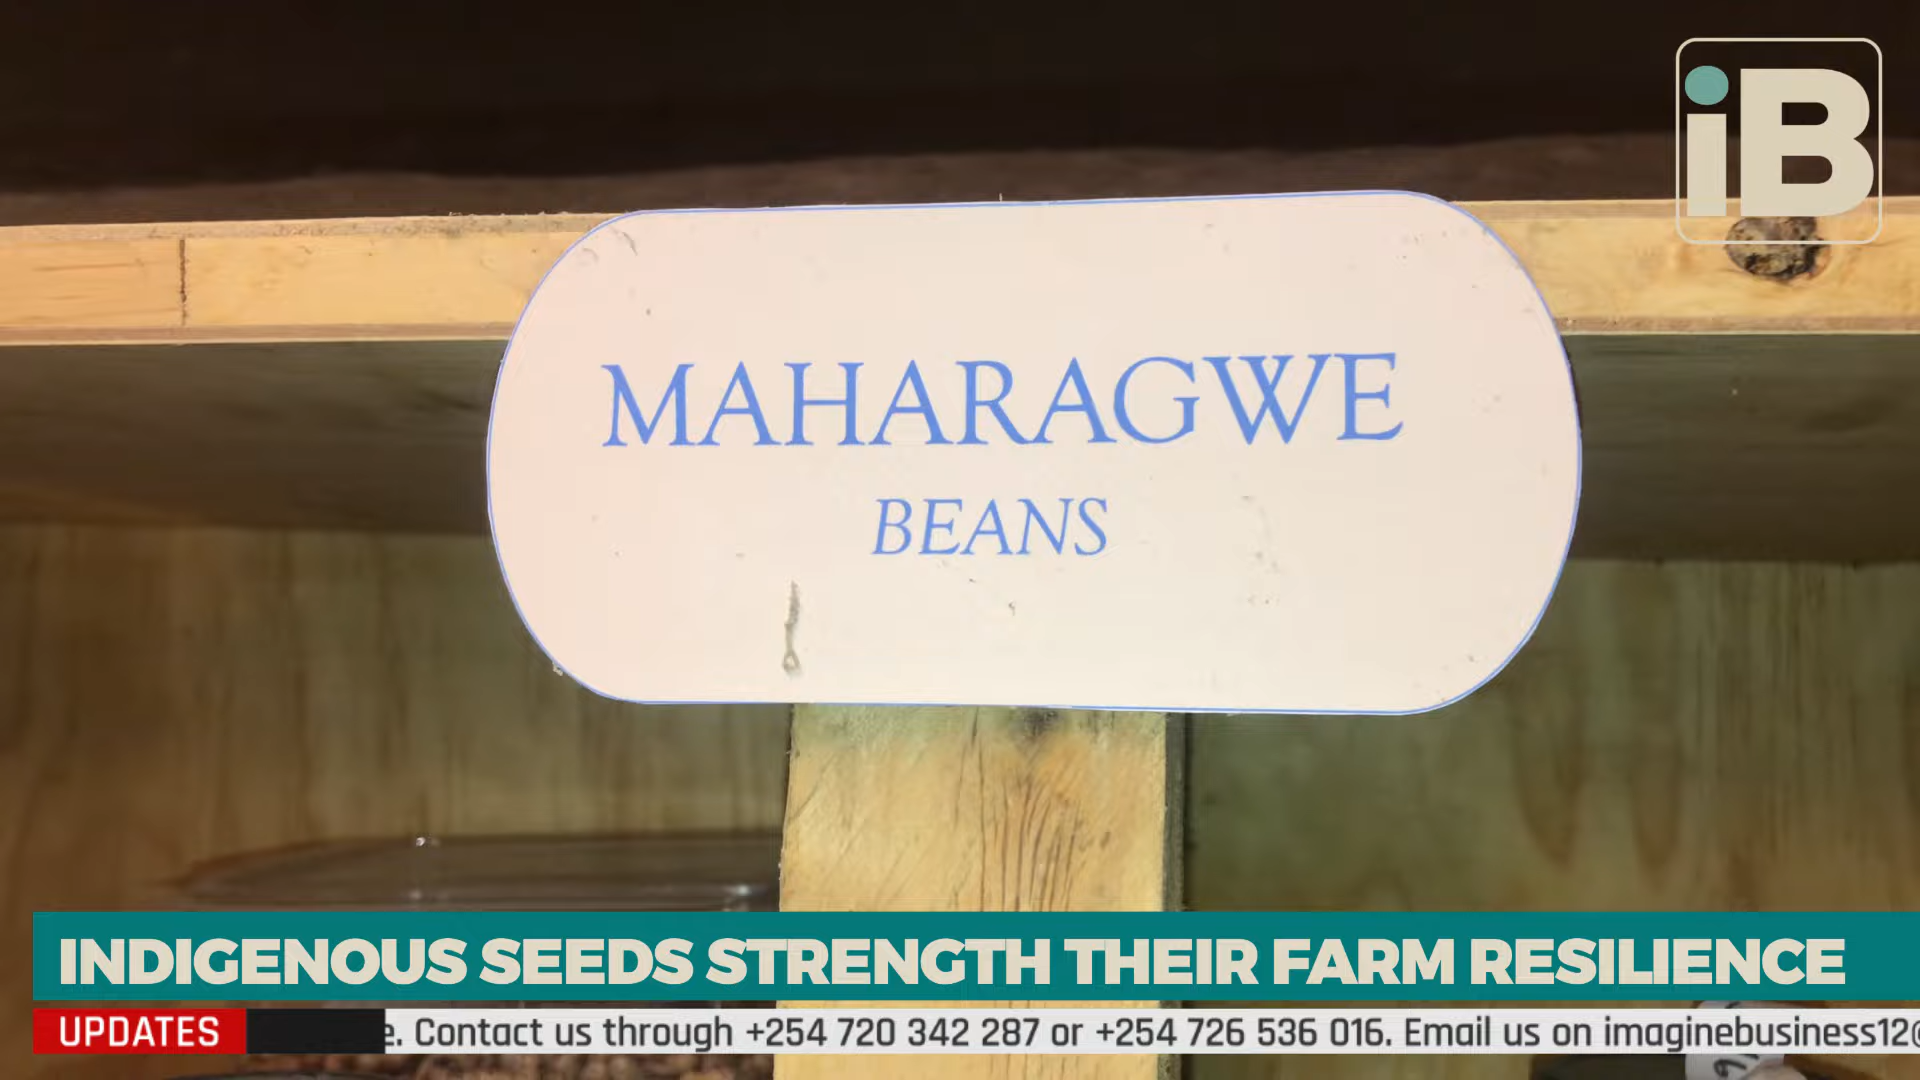 iB
MAHARAGWE
BEANS
INDIGENOUS SEEDS STRENGTH THEIR FARM RESILIENCE
UPDATES
e. Contact us through +254 720 342 287 or +254 726 536 016. Email us on imaginebusiness12@